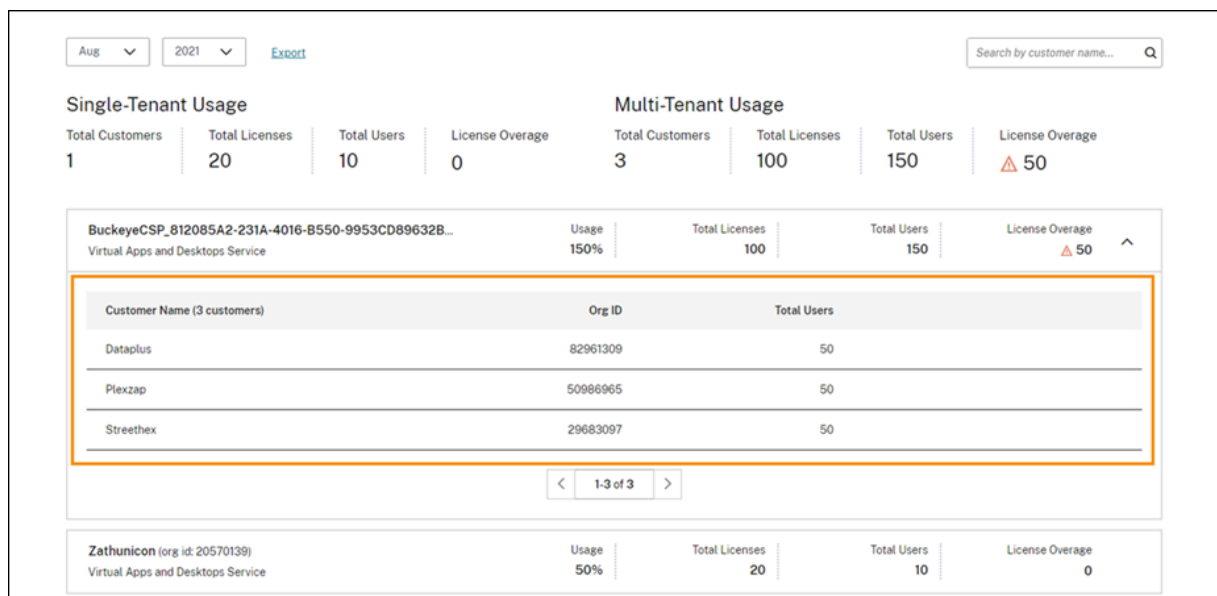 Aug 2021 Export Search by customer name...
Single-Tenant Usage Multi-Tenant Usage
Total Customers Total Licenses Total Users License Overage Total Customers Total Licenses Total Users License Overage
1 20 10 0 3 100 150 50
BuckeyeCSP_812085A2-231A-4016-B550-9953CD89632B... Usage Total Licenses Total Users License Overage
Virtual Apps and Desktops Service 150% 100 150 50
Customer Name (3 customers) Org ID Total Users
Dataplus 82961309 50
Plexzap 50986965 50
Streethex 29683097 50
1-3 of 3
Zathunicon (org id: 20570139) Usage Total Licenses Total Users License Overage
Virtual Apps and Desktops Service 50% 20 10 0